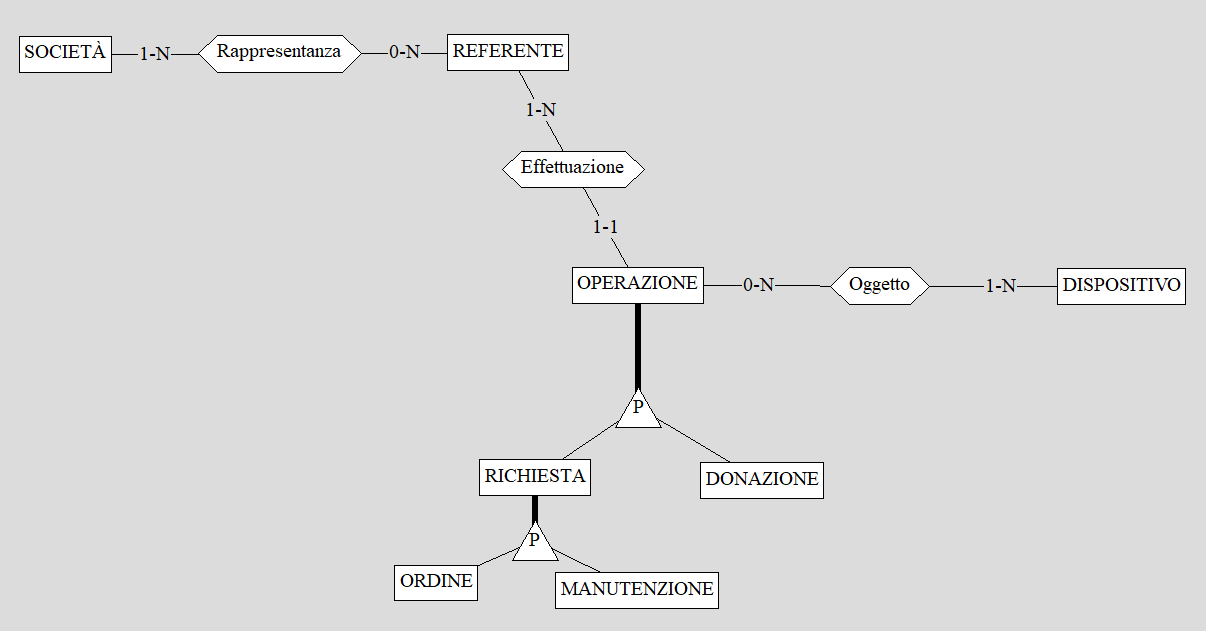 SOCIETÀ 1-N Rappresentanza 0-N REFERENTE
1-N
Effettuazione
1-1
OPERAZIONE 0-N Oggetto 1-N DISPOSITIVO
P
RICHIESTA DONAZIONE
P
ORDINE MANUTENZIONE